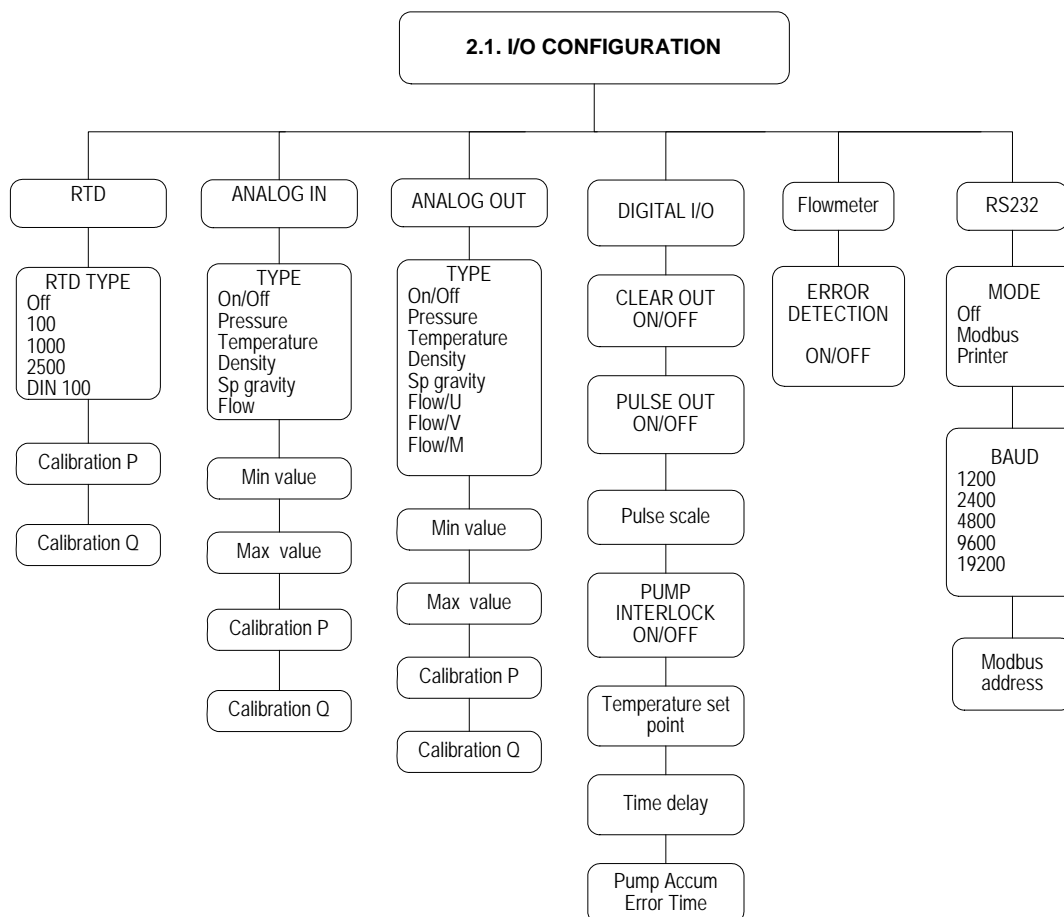 2.1. I/O CONFIGURATION
RTD
RTD TYPE
Off
100
1000
2500
DIN 100
Calibration P
Calibration Q
ANALOG IN
TYPE
On/Off
Pressure
Temperature
Density
Sp gravity
Flow
Min value
Max value
Calibration P
Calibration Q
ANALOG OUT
TYPE
On/Off
Pressure
Temperature
Density
Sp gravity
Flow/U
Flow/V
Flow/M
Min value
Max value
Calibration P
Calibration Q
DIGITAL I/O
CLEAR OUT
ON/OFF
PULSE OUT
ON/OFF
Pulse scale
PUMP
INTERLOCK
ON/OFF
Temperature set
point
Time delay
Pump Accum
Error Time
Flowmeter
ERROR
DETECTION
ON/OFF
RS232
MODE
Off
Modbus
Printer
BAUD
1200
2400
4800
9600
19200
Modbus
address